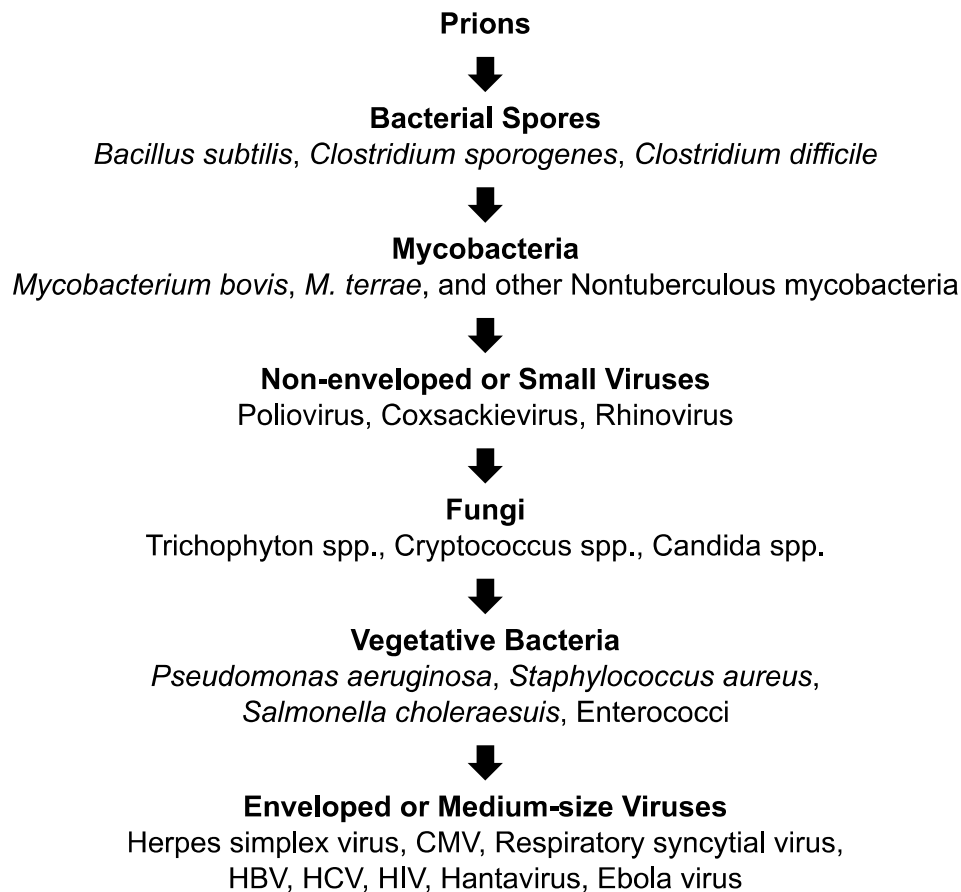 Prions
Bacterial Spores
Bacillus subtilis, Clostridium sporogenes, Clostridium difficile
Mycobacteria
Mycobacterium bovis, M. terrae, and other Nontuberculous mycobacteria
Non-enveloped or Small Viruses
Poliovirus, Coxsackievirus, Rhinovirus
Fungi
Trichophyton spp., Cryptococcus spp., Candida spp.
Vegetative Bacteria
Pseudomonas aeruginosa, Staphylococcus aureus,
Salmonella choleraesuis, Enterococci
Enveloped or Medium-size Viruses
Herpes simplex virus, CMV, Respiratory syncytial virus,
HBV, HCV, HIV, Hantavirus, Ebola virus